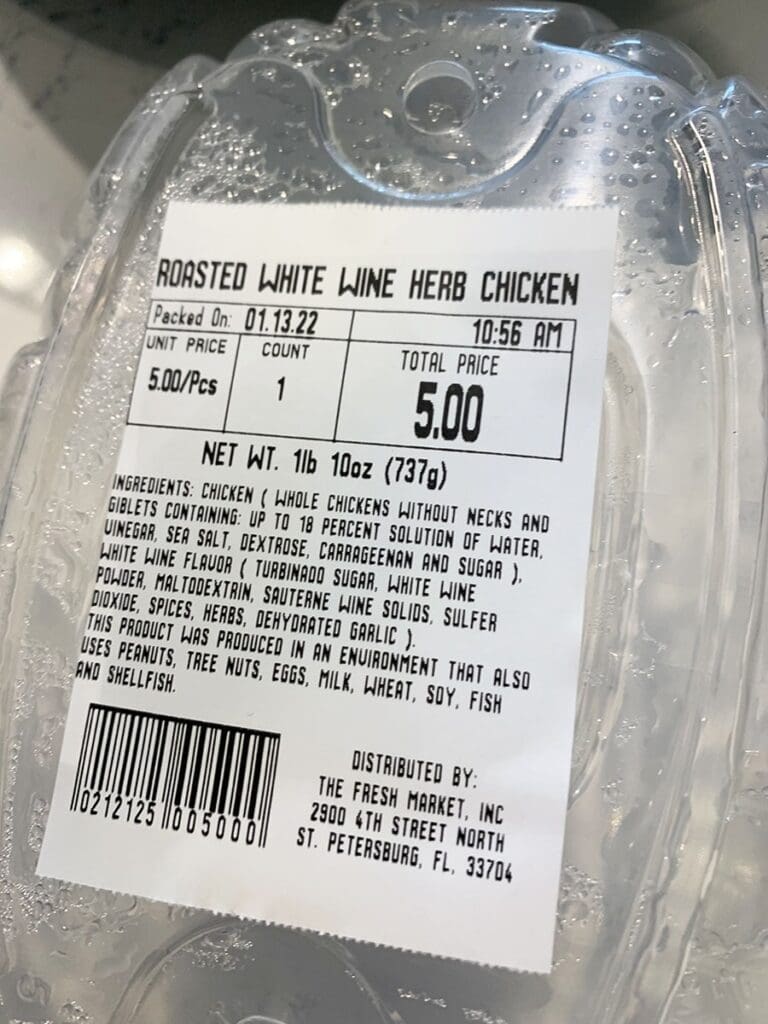 ROASTED WHITE WINE HERB CHICKEN
Packed On: 01.13.22 10:56 AM
UNIT PRICE COUNT TOTAL PRICE
5.00/Pcs 1 5.00
NET WT. 1lb 10oz (737g)
INGREDIENTS: CHICKEN ( WHOLE CHICKENS WITHOUT NECKS AND
GIBLETS CONTAINING: UP TO 18 PERCENT SOLUTION OF WATER,
VINEGAR, SEA SALT, DEXTROSE, CARRAGEENAN AND SUGAR ),
WHITE WINE FLAVOR ( TURBINADO SUGAR, WHITE WINE
POWDER, MALTODEXTRIN, SAUTERNE WINE SOLIDS, SULFER
DIOXIDE, SPICES, HERBS, DEHYDRATED GARLIC ).
THIS PRODUCT WAS PRODUCED IN AN ENVIRONMENT THAT ALSO
USES PEANUTS, TREE NUTS, EGGS, MILK, WHEAT, SOY, FISH
AND SHELLFISH.
0212125 005000
DISTRIBUTED BY:
THE FRESH MARKET, INC
2900 4TH STREET NORTH
ST. PETERSBURG, FL, 33704